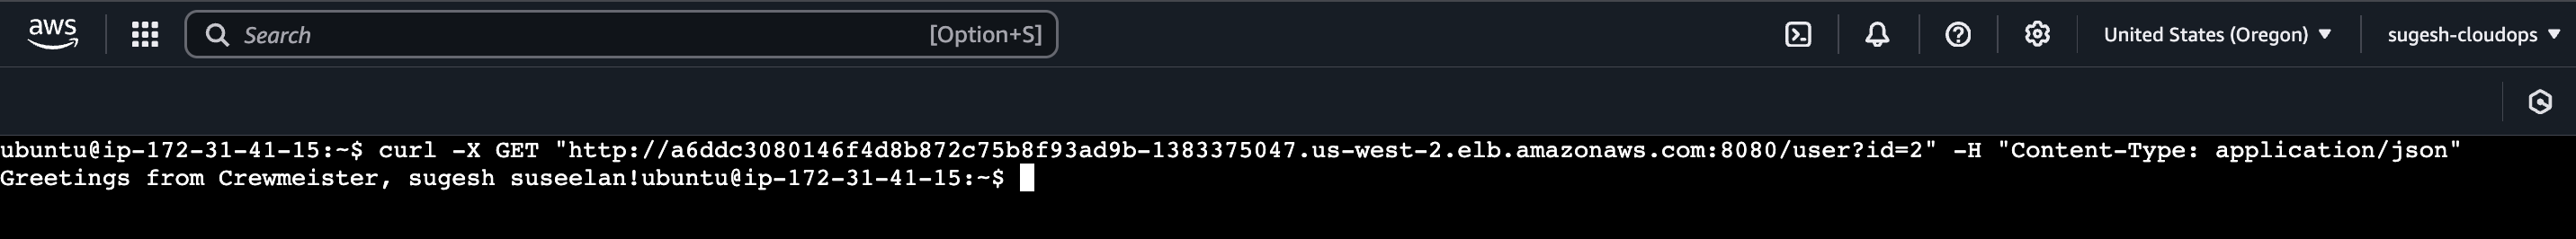 aws Search [Option+S] United States (Oregon) sugesh-cloudops
ubuntu@ip-172-31-41-15:~$ curl -X GET "http://a6ddc3080146f4d8b872c75b8f93ad9b-1383375047.us-west-2.elb.amazonaws.com:8080/user?id=2" -H "Content-Type: application/json"
Greetings from Crewmeister, sugesh suseelan!ubuntu@ip-172-31-41-15:~$